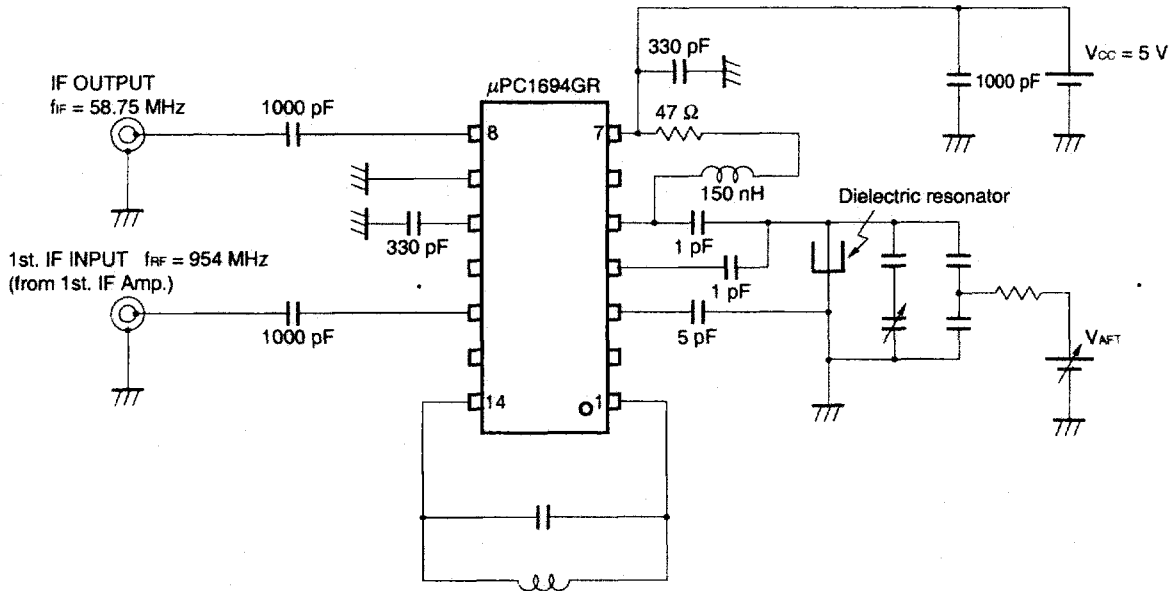 IF OUTPUT
fIF = 58.75 MHz
1000 pF
μPC1694GR
330 pF
VCC = 5 V
1000 pF
47 Ω
8
7
150 nH
Dielectric resonator
330 pF
1 pF
1st. IF INPUT fRF = 954 MHz
(from 1st. IF Amp.)
1 pF
1000 pF
5 pF
VAFT
14
1